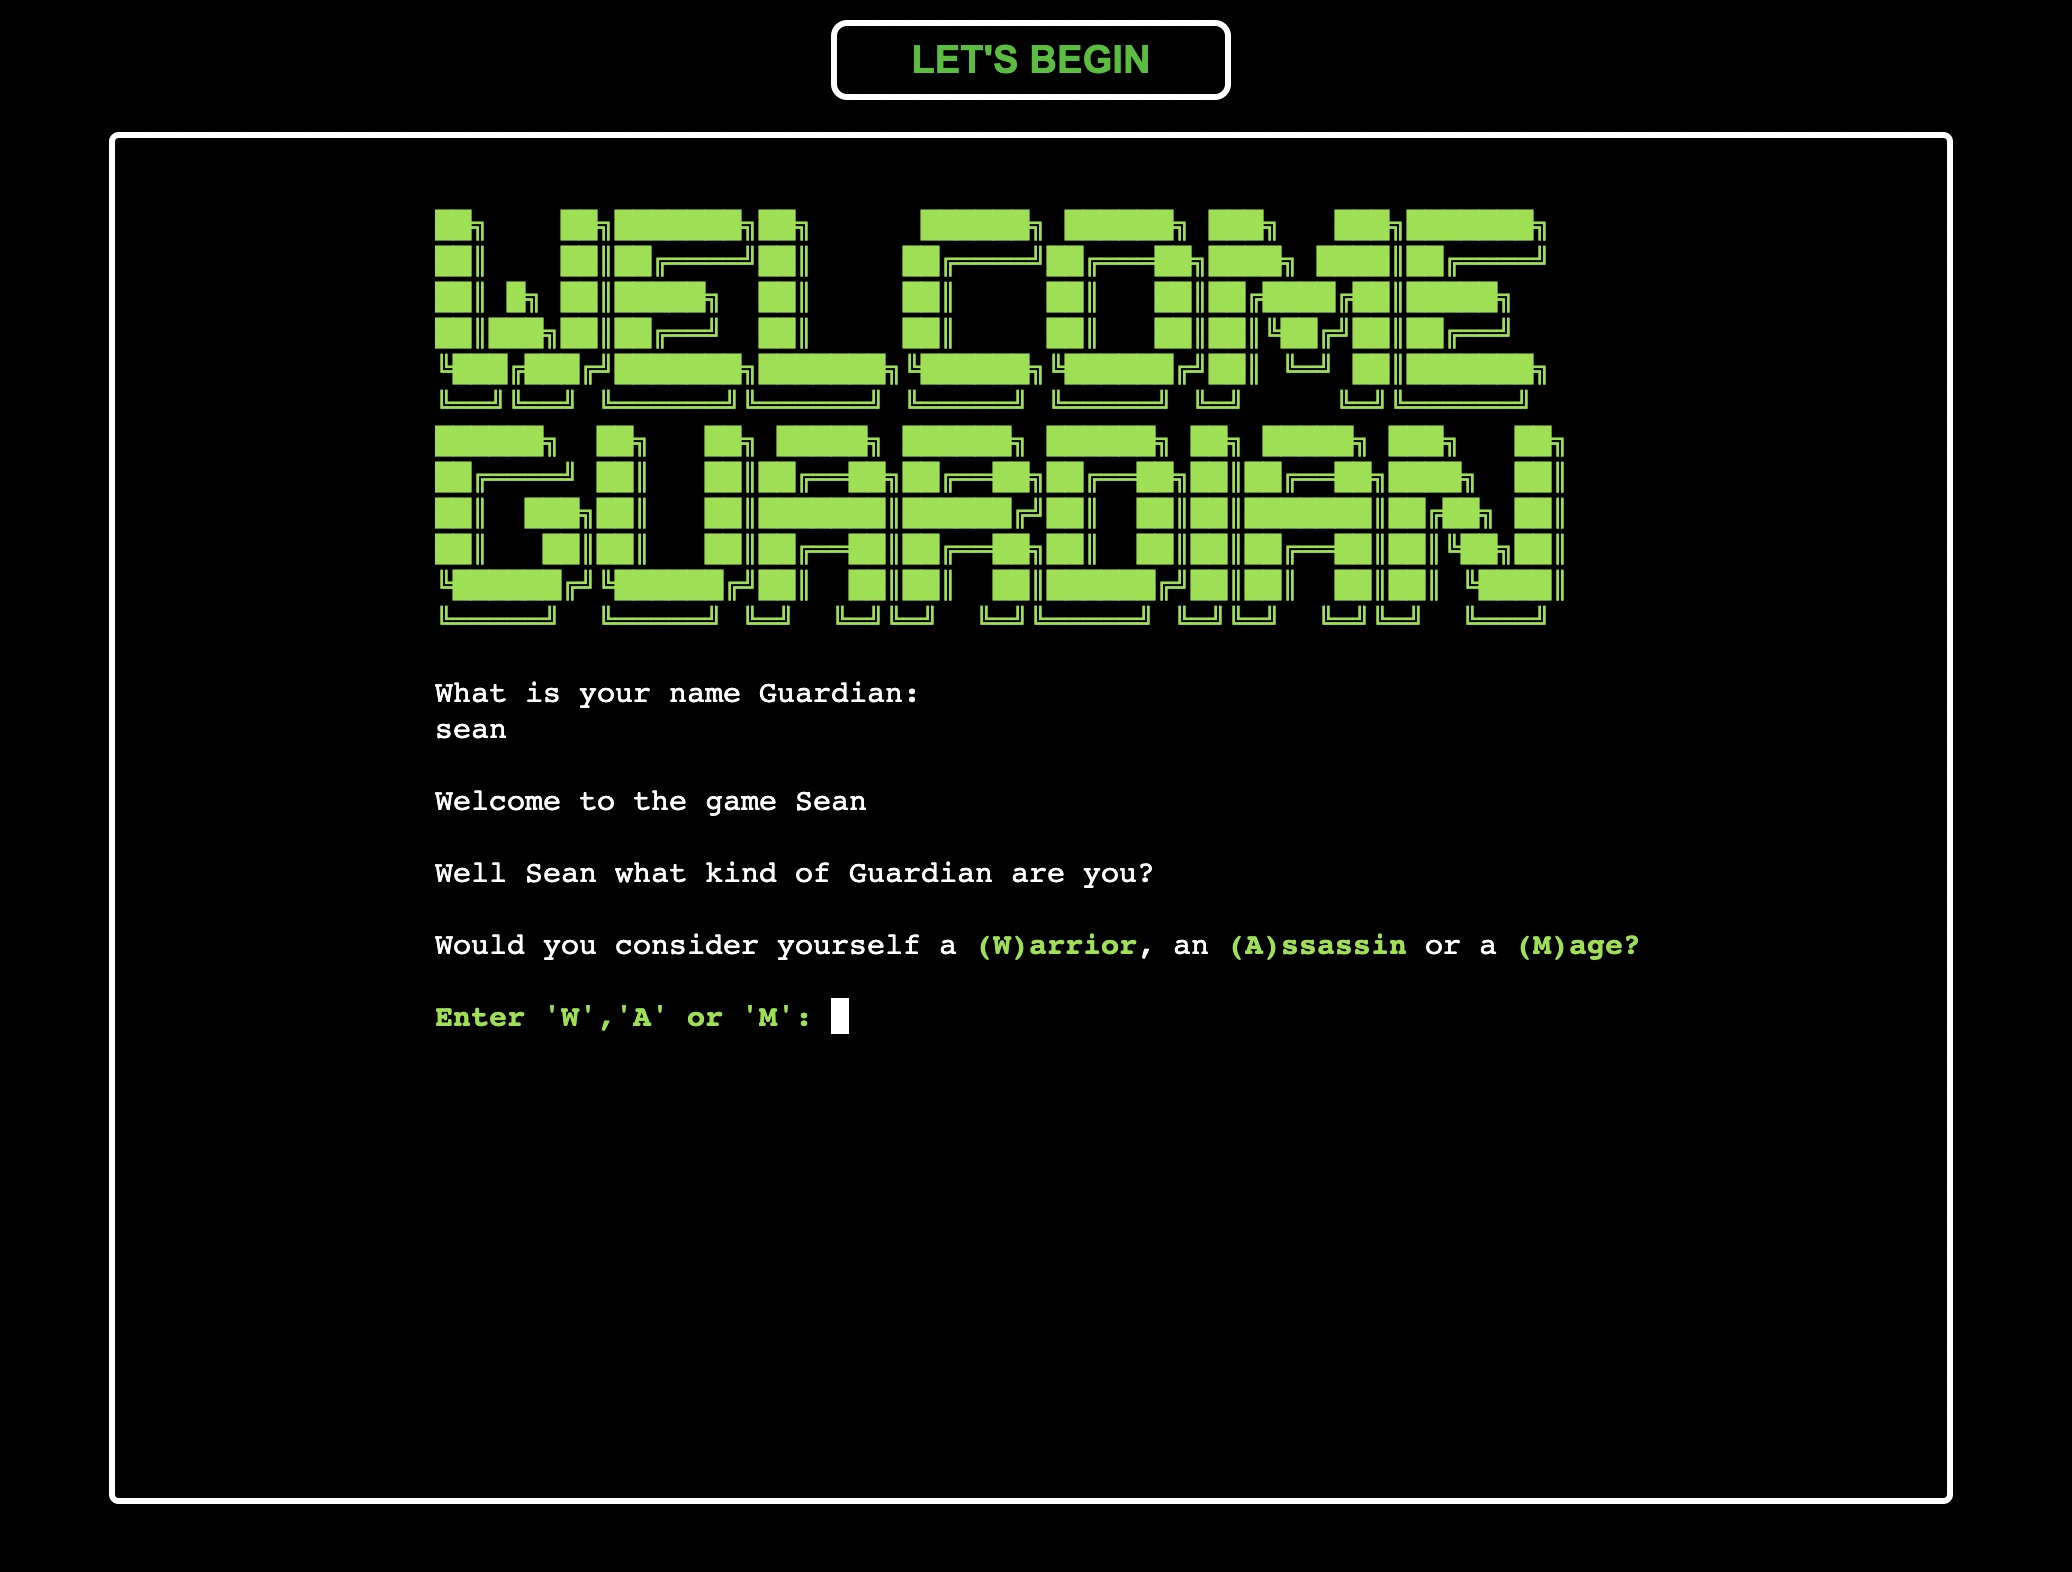 LET'S BEGIN
WELCOME
GUARDIAN
What is your name Guardian:
sean
Welcome to the game Sean
Well Sean what kind of Guardian are you?
Would you consider yourself a (W)arrior, an (A)ssassin or a (M)age?
Enter 'W','A' or 'M':